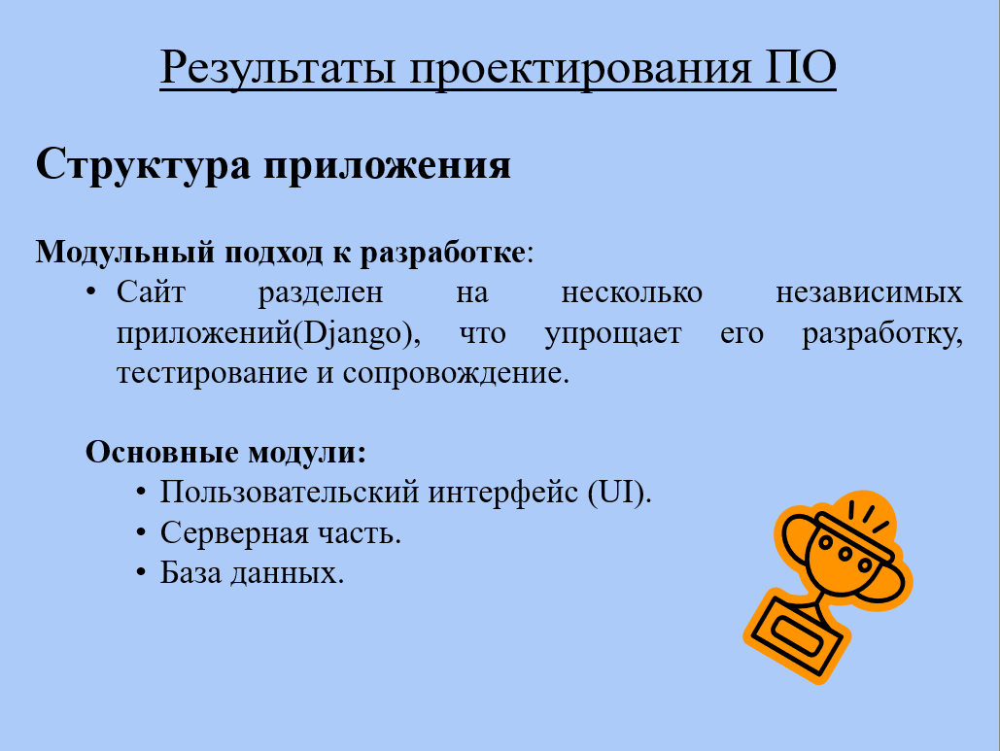 Результаты проектирования ПО
Структура приложения
Модульный подход к разработке:
• Сайт разделен на несколько независимых
приложений(Django), что упрощает его разработку,
тестирование и сопровождение.
Основные модули:
• Пользовательский интерфейс (UI).
• Серверная часть.
• База данных.